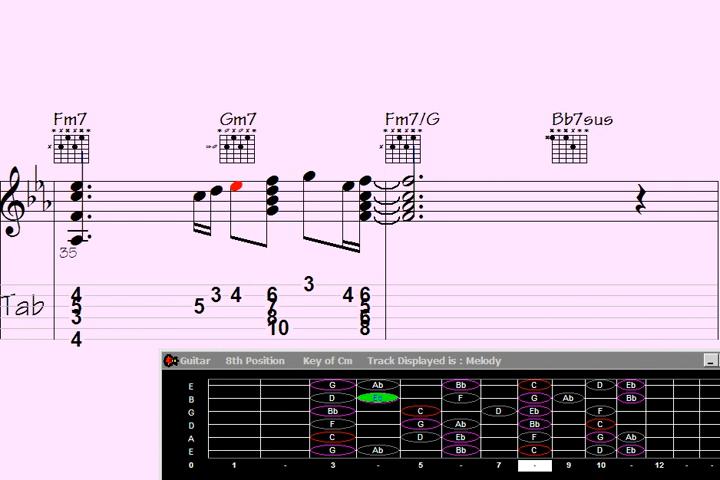 Fm7 Gm7 Fm7/G Bb7sus
35
3
4 3 4 6 4 6
Tab 5 5 7 5
3 8 6
10
4 8
Guitar 8th Position Key of Cm Track Displayed is : Melody
E G Ab Bb C D Eb
B D Eb F G Ab Bb
G Bb C D Eb F
D F G Ab Bb C
A C D Eb F G Ab
E G Ab Bb C D Eb
0 1 - 3 - 5 - 7 - 9 10 - 12 - -